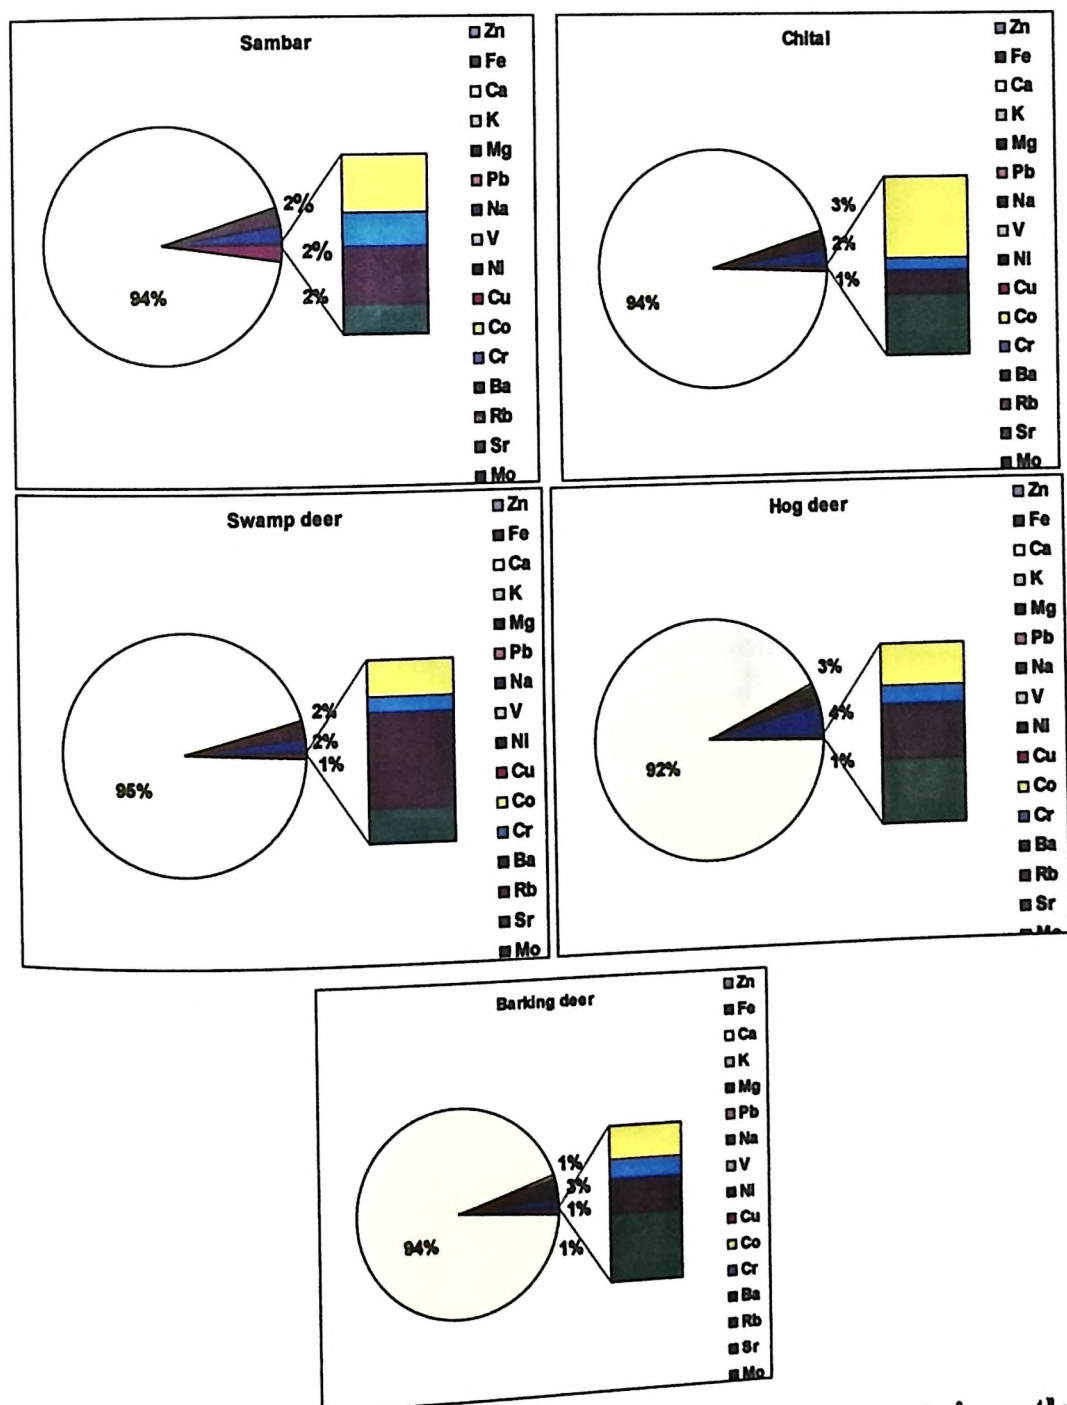 Sambar
2%
2%
2%
94%
Zn
Fe
Ca
K
Mg
Pb
Na
V
Ni
Cu
Co
Cr
Ba
Rb
Sr
Mo
Chital
3%
2%
1%
94%
Zn
Fe
Ca
K
Mg
Pb
Na
V
Ni
Cu
Co
Cr
Ba
Rb
Sr
Mo
Swamp deer
2%
2%
1%
95%
Zn
Fe
Ca
K
Mg
Pb
Na
V
Ni
Cu
Co
Cr
Ba
Rb
Sr
Mo
Hog deer
3%
4%
1%
92%
Zn
Fe
Ca
K
Mg
Pb
Na
V
Ni
Cu
Co
Cr
Ba
Rb
Sr
Mo
Barking deer
1%
3%
1%
1%
94%
Zn
Fe
Ca
K
Mg
Pb
Na
V
Ni
Cu
Co
Cr
Ba
Rb
Sr
Mo